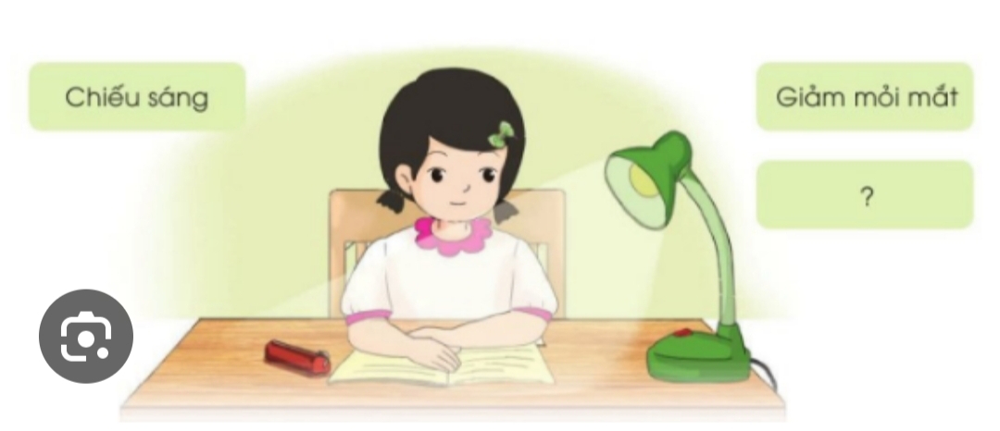 Chiếu sáng
Giảm mỏi mắt
?